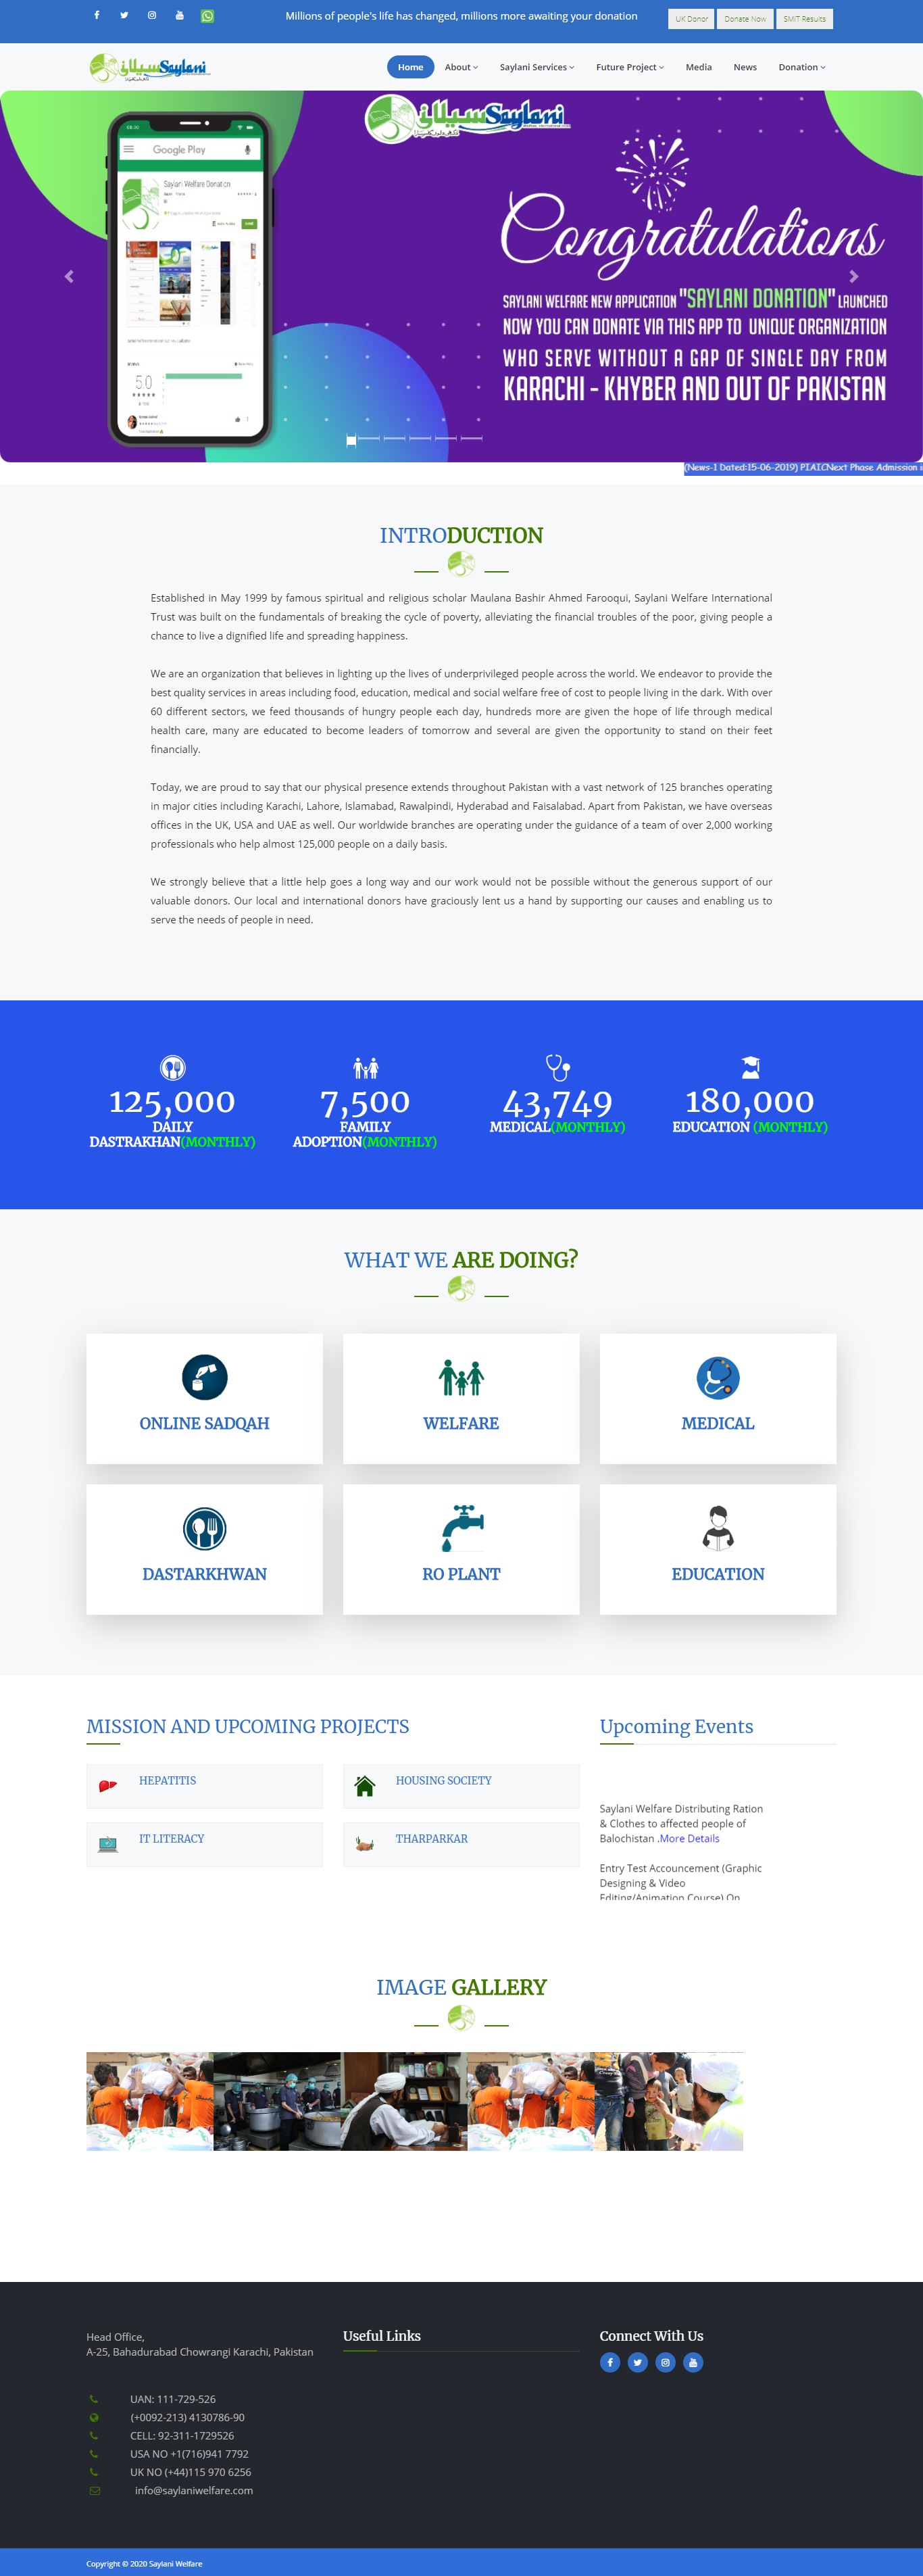 Millions of people's life has changed, millions more awaiting your donation
UK Donor
Donate Now
SMIT Results
سیلانی Saylani
Home
About
Saylani Services
Future Project
Media
News
Donation
سیلانی Saylani
Google Play
Saylani Welfare Donation
5.0
Congratulations
SAYLANI WELFARE NEW APPLICATION "SAYLANI DONATION" LAUNCHED
NOW YOU CAN DONATE VIA THIS APP TO UNIQUE ORGANIZATION
WHO SERVE WITHOUT A GAP OF SINGLE DAY FROM
KARACHI - KHYBER AND OUT OF PAKISTAN
(News-1 Dated:15-06-2019) PIAICNext Phase Admission
INTRODUCTION
Established in May 1999 by famous spiritual and religious scholar Maulana Bashir Ahmed Farooqui, Saylani Welfare International
Trust was built on the fundamentals of breaking the cycle of poverty, alleviating the financial troubles of the poor, giving people a
chance to live a dignified life and spreading happiness.
We are an organization that believes in lighting up the lives of underprivileged people across the world. We endeavor to provide the
best quality services in areas including food, education, medical and social welfare free of cost to people living in the dark. With over
60 different sectors, we feed thousands of hungry people each day, hundreds more are given the hope of life through medical
health care, many are educated to become leaders of tomorrow and several are given the opportunity to stand on their feet
financially.
Today, we are proud to say that our physical presence extends throughout Pakistan with a vast network of 125 branches operating
in major cities including Karachi, Lahore, Islamabad, Rawalpindi, Hyderabad and Faisalabad. Apart from Pakistan, we have overseas
offices in the UK, USA and UAE as well. Our worldwide branches are operating under the guidance of a team of over 2,000 working
professionals who help almost 125,000 people on a daily basis.
We strongly believe that a little help goes a long way and our work would not be possible without the generous support of our
valuable donors. Our local and international donors have graciously lent us a hand by supporting our causes and enabling us to
serve the needs of people in need.
125,000
DAILY
DASTRAKHAN(MONTHLY)
7,500
FAMILY
ADOPTION(MONTHLY)
43,749
MEDICAL(MONTHLY)
180,000
EDUCATION (MONTHLY)
WHAT WE ARE DOING?
ONLINE SADQAH
WELFARE
MEDICAL
DASTARKHWAN
RO PLANT
EDUCATION
MISSION AND UPCOMING PROJECTS
HEPATITIS
HOUSING SOCIETY
IT LITERACY
THARPARKAR
Upcoming Events
Saylani Welfare Distributing Ration
& Clothes to affected people of
Balochistan .More Details
Entry Test Accouncement (Graphic
Designing & Video
Editing/Animation Course) On
IMAGE GALLERY
Head Office,
A-25, Bahadurabad Chowrangi Karachi, Pakistan
UAN: 111-729-526
(+0092-213) 4130786-90
CELL: 92-311-1729526
USA NO +1(716)941 7792
UK NO (+44)115 970 6256
info@saylaniwelfare.com
Useful Links
Connect With Us
Copyright © 2020 Saylani Welfare